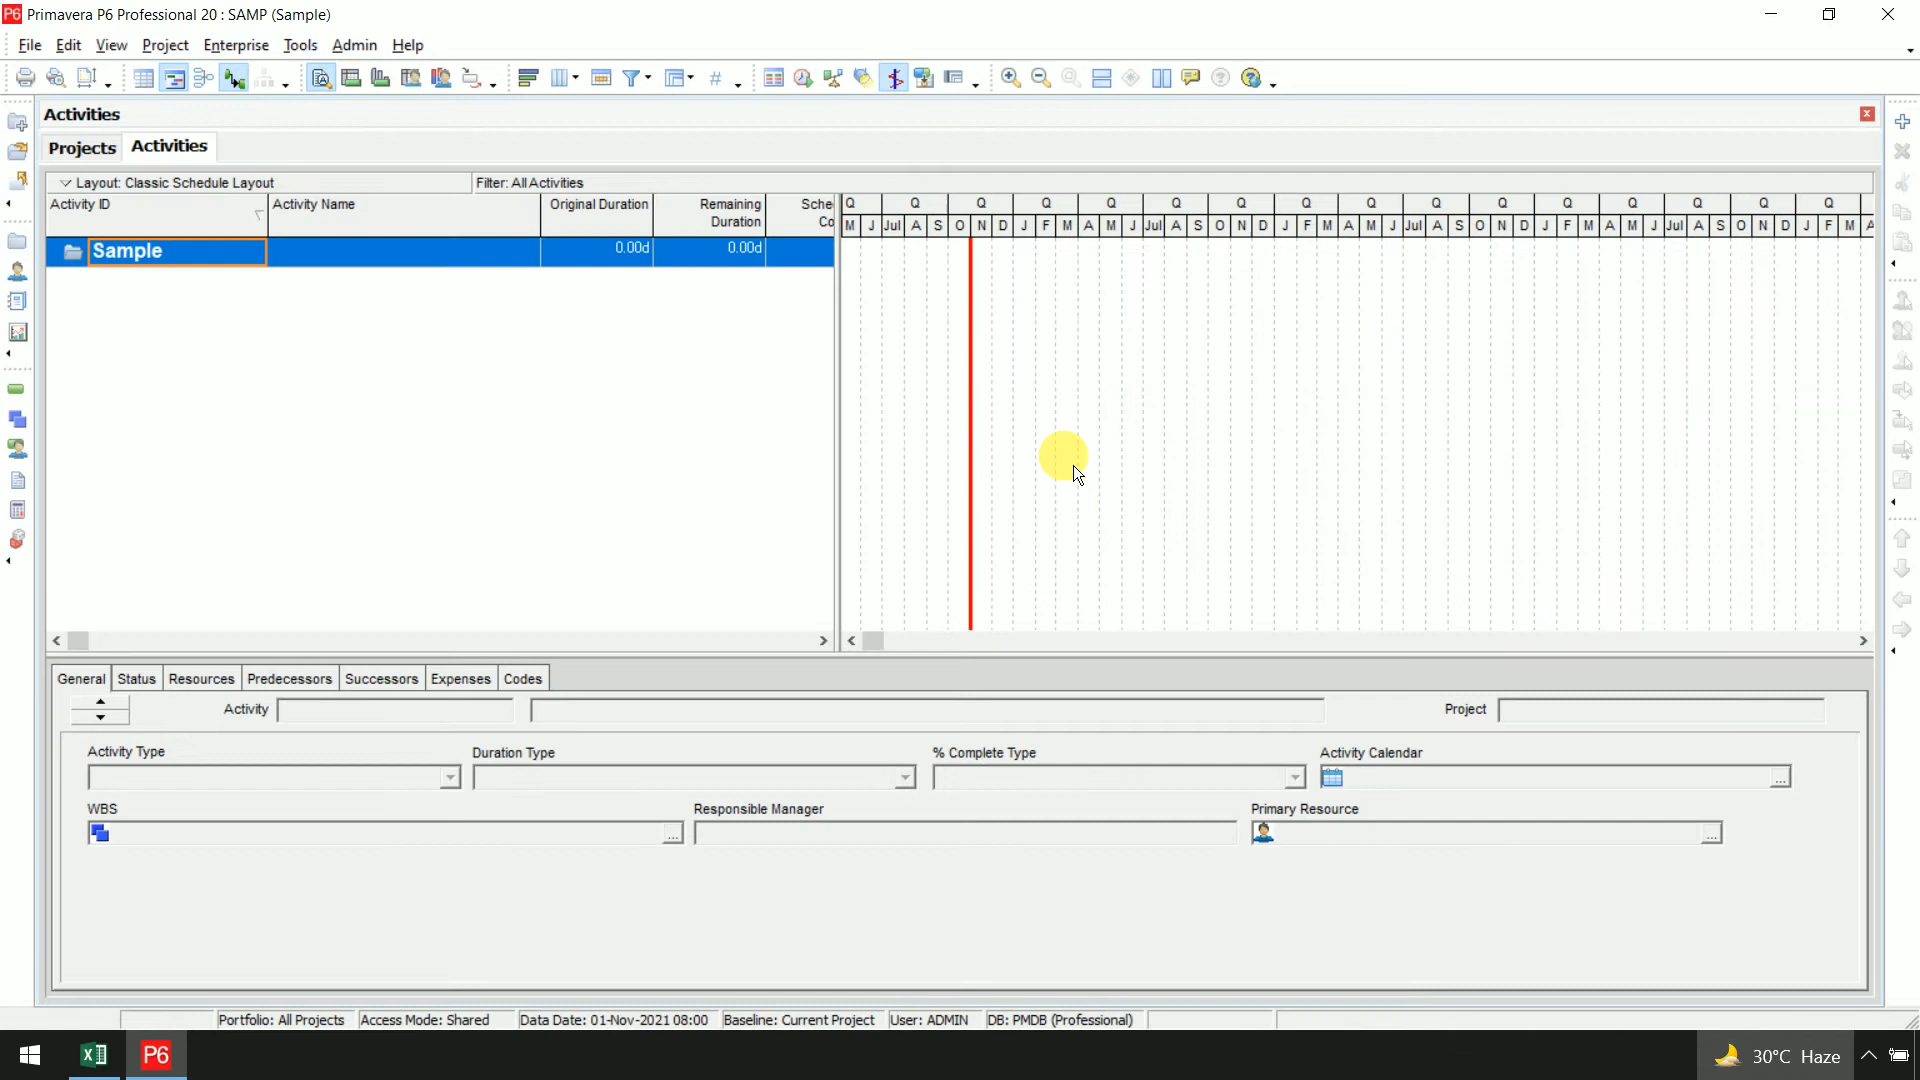 P6 Primavera P6 Professional 20 : SAMP (Sample)
File Edit View Project Enterprise Tools Admin Help
Activities
Projects Activities
Layout: Classic Schedule Layout Filter: All Activities
Activity ID Activity Name Original Duration Remaining Duration Sche Co
Q Q Q Q Q Q Q Q Q Q Q Q Q Q Q Q
M J Jul A S O N D J F M A M J Jul A S O N D J F M A M J Jul A S O N D J F M A M J Jul A S O N D J F M A
Sample 0.00d 0.00d
General Status Resources Predecessors Successors Expenses Codes
Activity Project
Activity Type Duration Type % Complete Type Activity Calendar
WBS Responsible Manager Primary Resource
Portfolio: All Projects Access Mode: Shared Data Date: 01-Nov-2021 08:00 Baseline: Current Project User: ADMIN DB: PMDB (Professional)
P6 30°C Haze